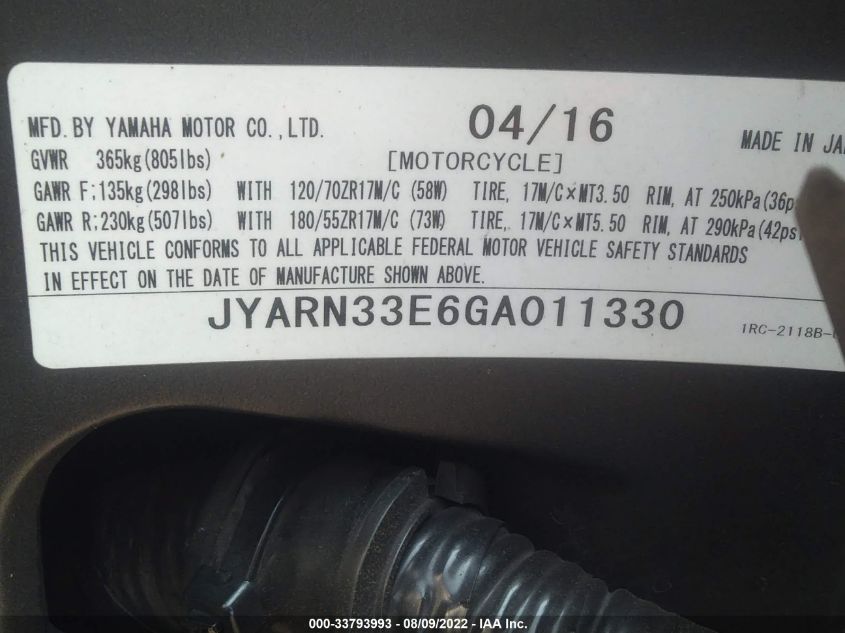 MFD. BY YAMAHA MOTOR CO., LTD. 04/16 MADE IN
GVWR 365kg(805lbs) [MOTORCYCLE]
GAWR F:135kg(298lbs) WITH 120/70ZR17M/C (58W) TIRE, 17M/C×MT3.50 RIM, AT 250kPa(36p
GAWR R:230kg(507lbs) WITH 180/55ZR17M/C (73W) TIRE, 17M/C×MT5.50 RIM, AT 290kPa(42psi
THIS VEHICLE CONFORMS TO ALL APPLICABLE FEDERAL MOTOR VEHICLE SAFETY STANDARDS
IN EFFECT ON THE DATE OF MANUFACTURE SHOWN ABOVE.
JYARN33E6GA011330 1RC-2118B-
000-33793993 - 08/09/2022 - IAA Inc.